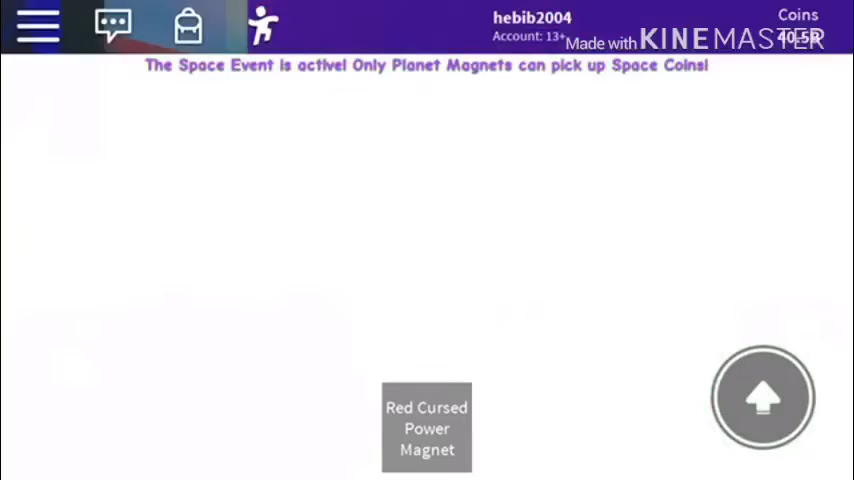 hebib2004
Account: 13+
Coins
Made with KINEMASTER
The Space Event is active! Only Planet Magnets can pick up Space Coins!
Red Cursed
Power
Magnet